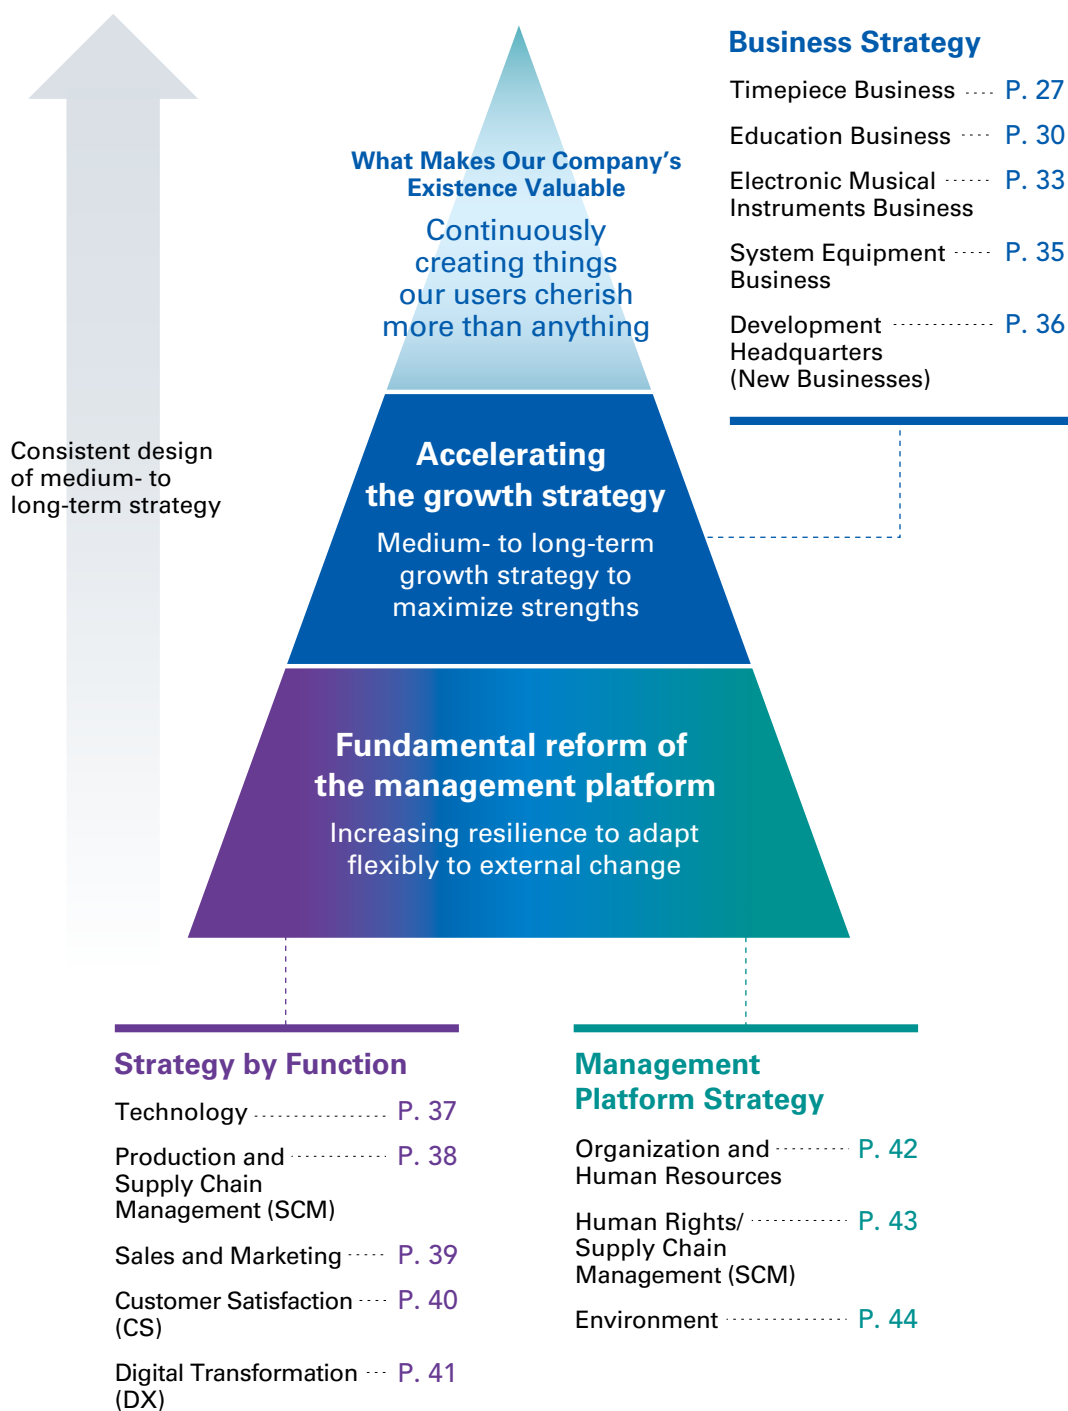 Business Strategy
Timepiece Business .... P. 27
Education Business .... P. 30
Electronic Musical ...... P. 33
Instruments Business
System Equipment ..... P. 35
Business
Development ............. P. 36
Headquarters
(New Businesses)
What Makes Our Company's
Existence Valuable
Continuously
creating things
our users cherish
more than anything
Consistent design
of medium- to
long-term strategy
Accelerating
the growth strategy
Medium- to long-term
growth strategy to
maximize strengths
Fundamental reform of
the management platform
Increasing resilience to adapt
flexibly to external change
Strategy by Function
Technology ................. P. 37
Production and ............ P. 38
Supply Chain
Management (SCM)
Sales and Marketing ..... P. 39
Customer Satisfaction .... P. 40
(CS)
Digital Transformation ... P. 41
(DX)
Management
Platform Strategy
Organization and ......... P. 42
Human Resources
Human Rights/ ............ P. 43
Supply Chain
Management (SCM)
Environment ............... P. 44